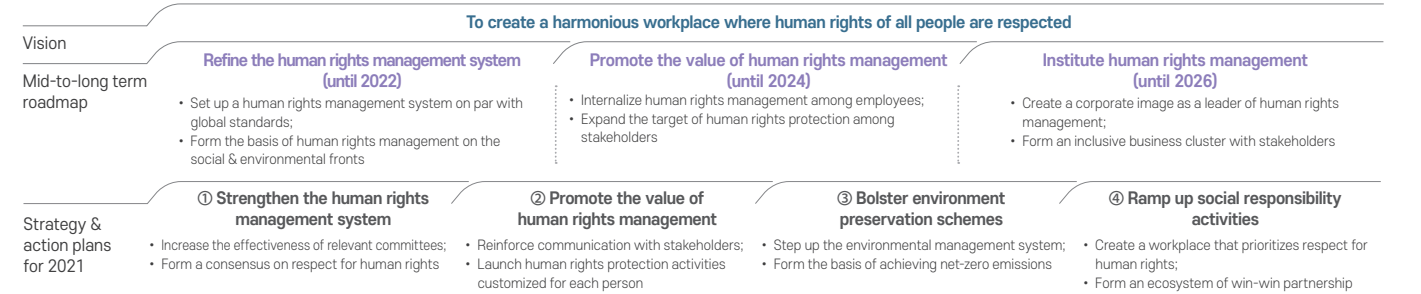 Vision
To create a harmonious workplace where human rights of all people are respected
Mid-to-long term
roadmap
Refine the human rights management system
(until 2022)
• Set up a human rights management system on par with
global standards;
• Form the basis of human rights management on the
social & environmental fronts
Promote the value of human rights management
(until 2024)
• Internalize human rights management among employees;
• Expand the target of human rights protection among
stakeholders
Institute human rights management
(until 2026)
• Create a corporate image as a leader of human rights
management;
• Form an inclusive business cluster with stakeholders
Strategy &
action plans
for 2021
① Strengthen the human rights
management system
• Increase the effectiveness of relevant committees;
• Form a consensus on respect for human rights
② Promote the value of
human rights management
• Reinforce communication with stakeholders;
• Launch human rights protection activities
customized for each person
③ Bolster environment
preservation schemes
• Step up the environmental management system;
• Form the basis of achieving net-zero emissions
④ Ramp up social responsibility
activities
• Create a workplace that prioritizes respect for
human rights;
• Form an ecosystem of win-win partnership